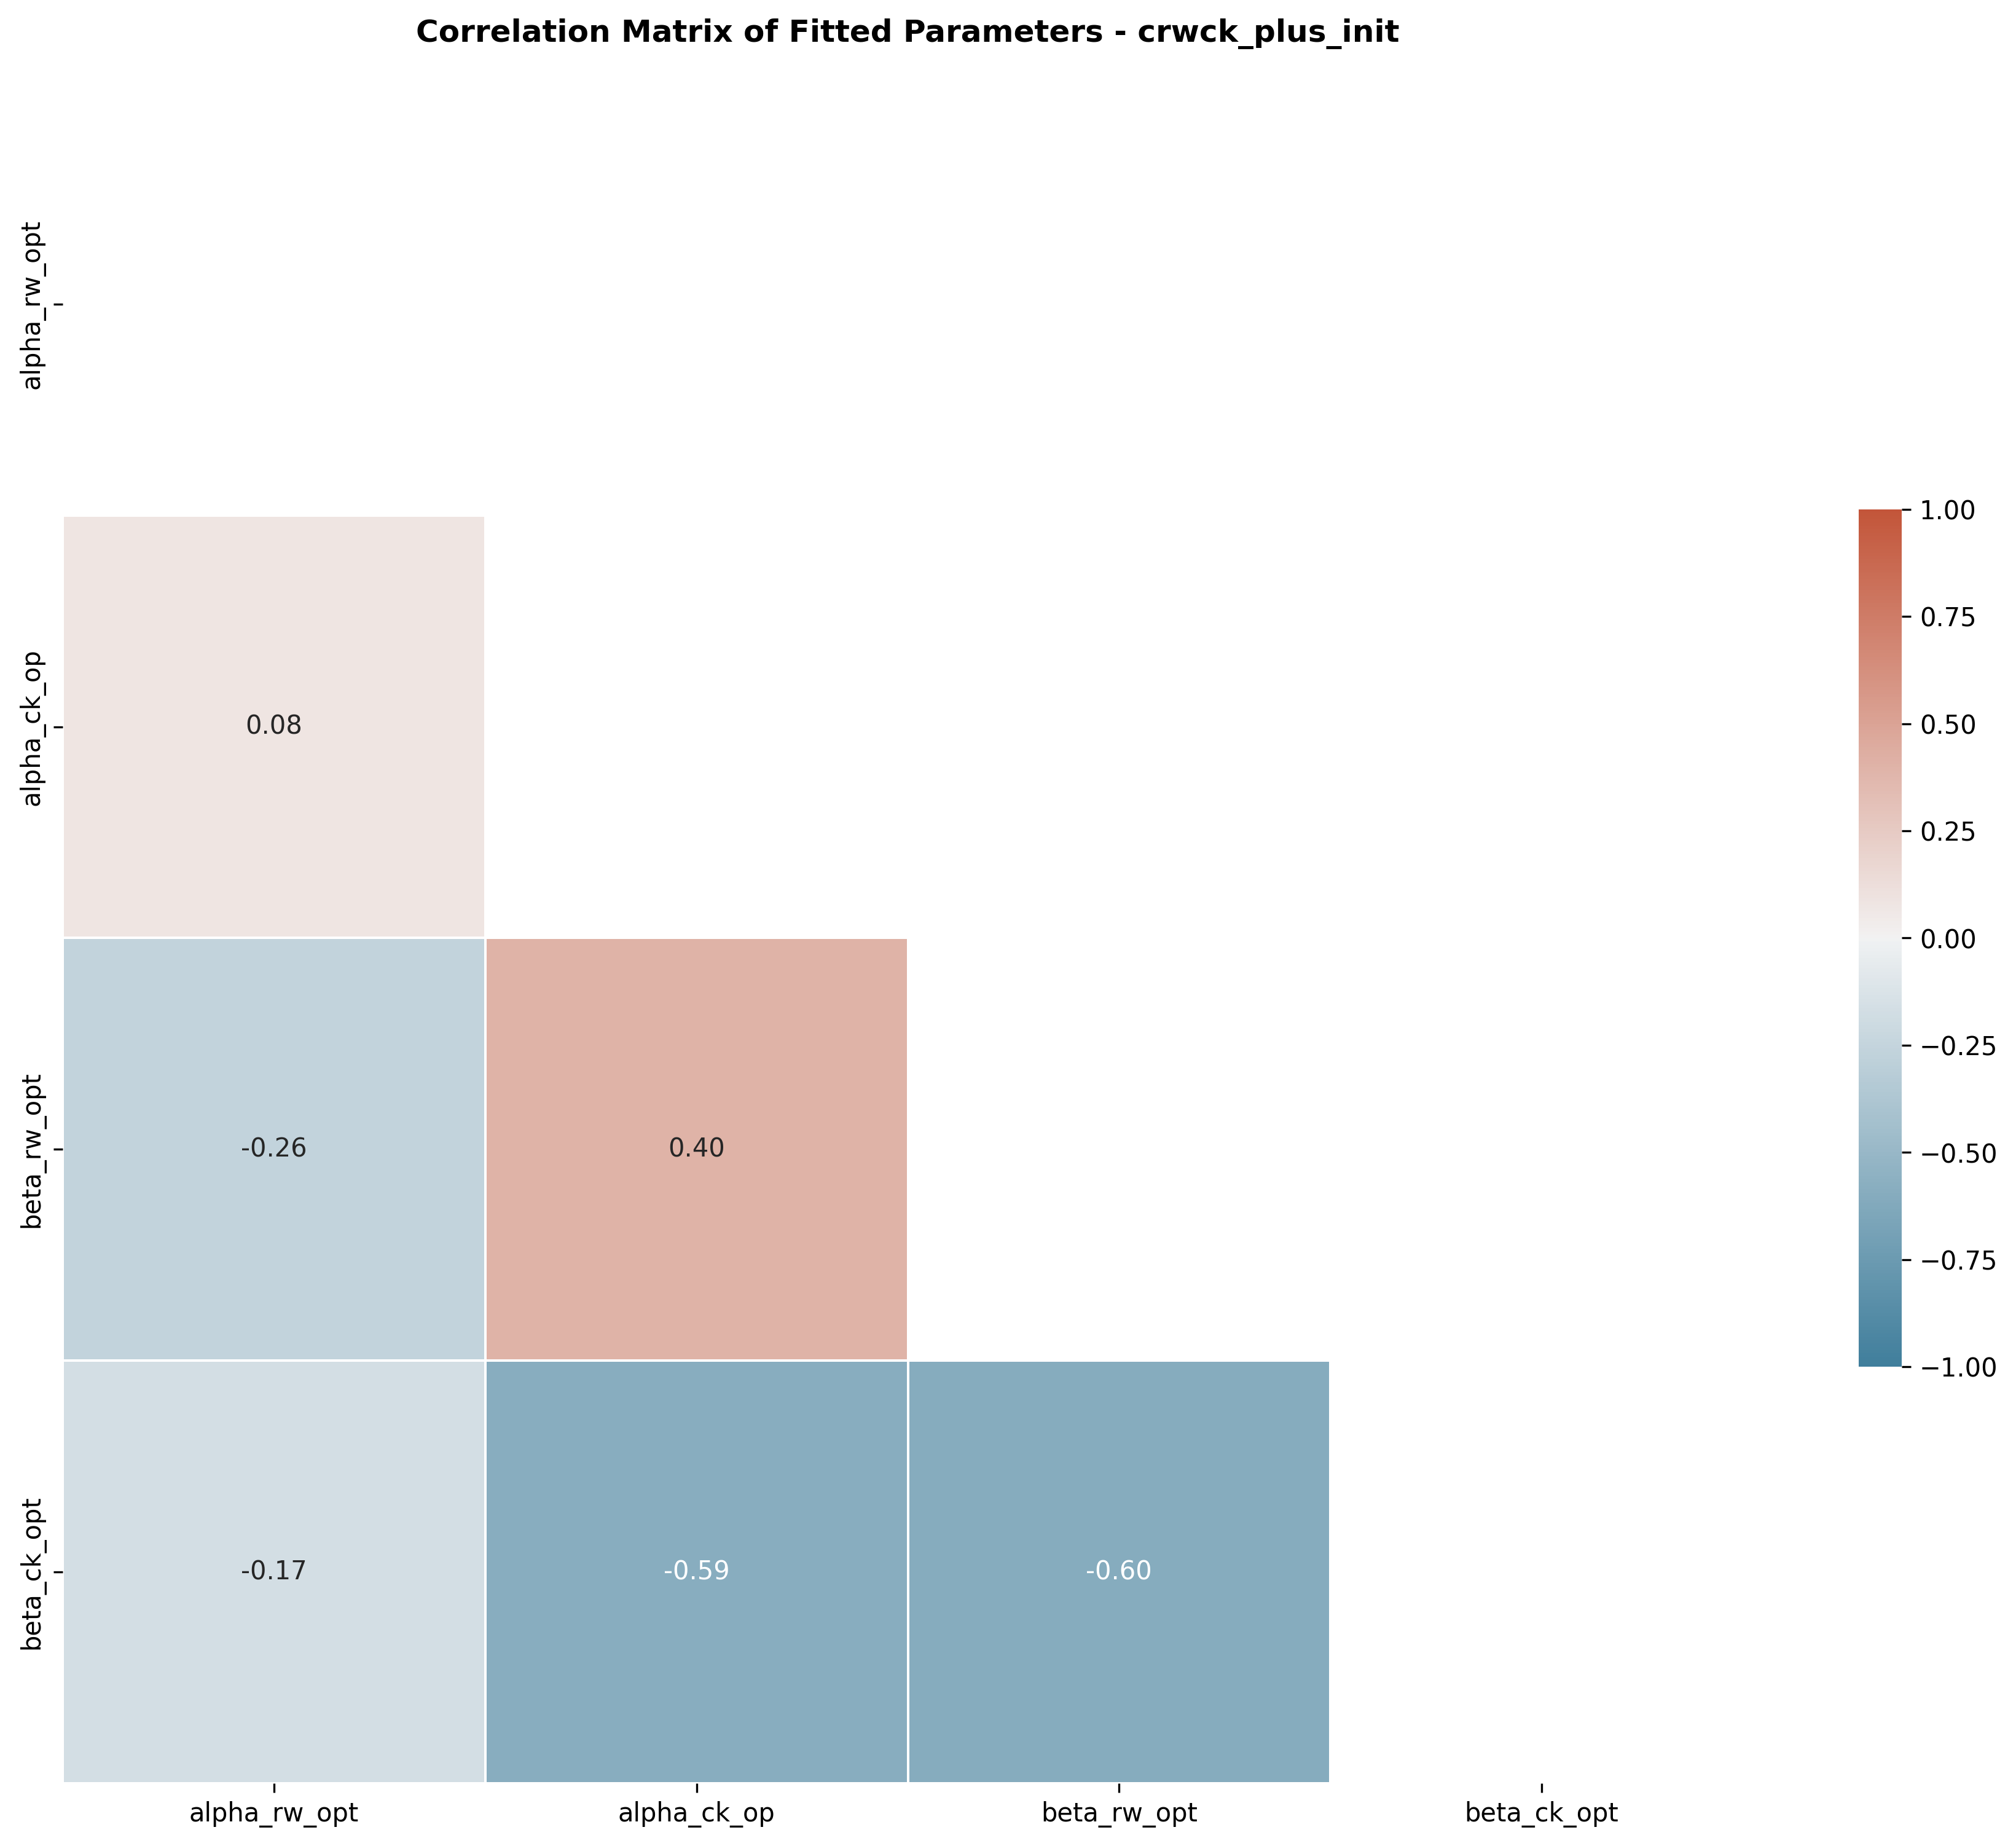 Correlation Matrix of Fitted Parameters - crwck_plus_init
alpha_rw_opt
alpha_ck_op
beta_rw_opt
beta_ck_opt
0.08
-0.26
0.40
-0.17
-0.59
-0.60
alpha_rw_opt
alpha_ck_op
beta_rw_opt
beta_ck_opt
1.00
0.75
0.50
0.25
0.00
−0.25
−0.50
−0.75
−1.00